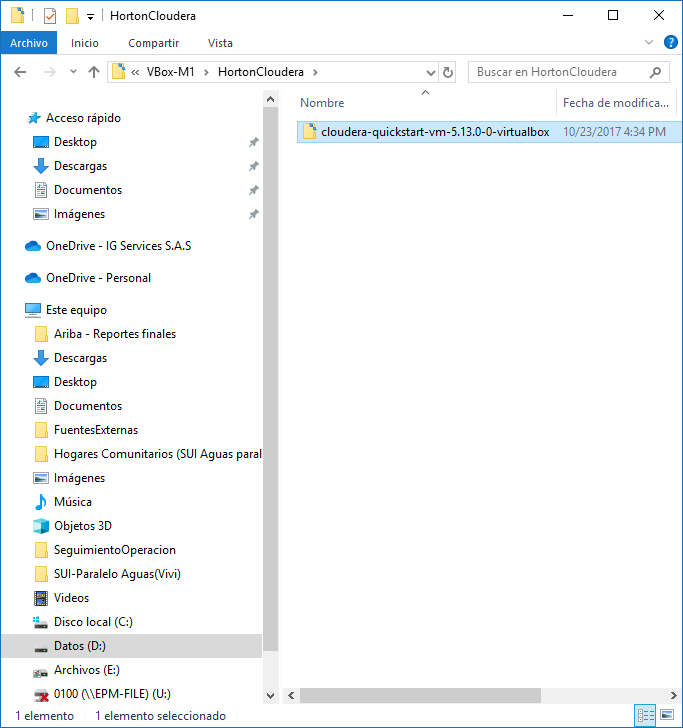 HortonCloudera
Archivo Inicio Compartir Vista
?
« VBox-M1 > HortonCloudera >
Buscar en HortonCloudera
Nombre Fecha de modifica...
cloudera-quickstart-vm-5.13.0-0-virtualbox 10/23/2017 4:34 PM
Acceso rápido
Desktop
Descargas
Documentos
Imágenes
OneDrive - IG Services S.A.S
OneDrive - Personal
Este equipo
Ariba - Reportes finales
Descargas
Desktop
Documentos
FuentesExternas
Hogares Comunitarios (SUI Aguas paral
Imágenes
Música
Objetos 3D
SeguimientoOperacion
SUI-Paralelo Aguas(Vivi)
Videos
Disco local (C:)
Datos (D:)
Archivos (E:)
0100 (\\EPM-FILE) (U:)
1 elemento 1 elemento seleccionado